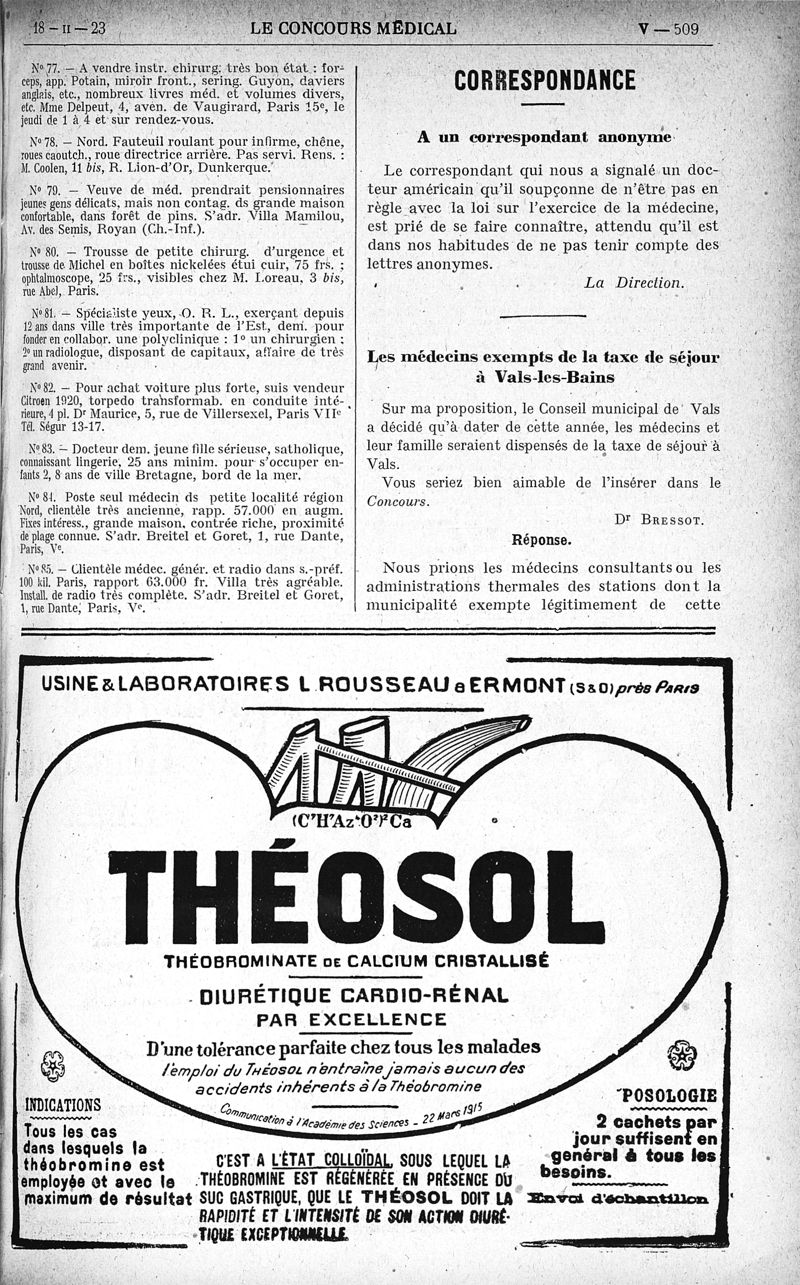 18 – II – 23
LE CONCOURS MÉDICAL
V — 509
N° 77. — A vendre instr. chirurg. très bon état : for-
ceps, app. Potain, miroir front., sering. Guyon, daviers
anglais, etc., nombreux livres méd. et volumes divers,
etc. Mme Delpeut, 4, aven. de Vaugirard, Paris 15e, le
jeudi de 1 à 4 et sur rendez-vous.
N° 78. — Nord. Fauteuil roulant pour infirme, chêne,
roues caoutch., roue directrice arrière. Pas servi. Rens. :
M. Coolen, 11 bis, R. Lion-d'Or, Dunkerque.
N° 79. — Veuve de méd. prendrait pensionnaires
jeunes gens délicats, mais non contag. ds grande maison
confortable, dans forêt de pins. S'adr. Villa Mamilou,
Av. des Semis, Royan (Ch.-Inf.).
N° 80. — Trousse de petite chirurg. d'urgence et
trousse de Michel en boîtes nickelées étui cuir, 75 frs. ;
ophtalmoscope, 25 frs., visibles chez M. Loreau, 3 bis,
rue Abel, Paris.
N° 81. — Spécialiste yeux, O. R. L., exerçant depuis
12 ans dans ville très importante de l'Est, dem. pour
fonder en collabor. une polyclinique : 1° un chirurgien ;
2° un radiologue, disposant de capitaux, affaire de très
grand avenir.
N° 82. — Pour achat voiture plus forte, suis vendeur
Citroen 1920, torpedo transformab. en conduite inté-
rieure, 4 pl. Dr Maurice, 5, rue de Villersexel, Paris VIIe
Tél. Ségur 13-17.
N° 83. — Docteur dem. jeune fille sérieuse, satholique,
connaissant lingerie, 25 ans minim. pour s'occuper en-
fants 2, 8 ans de ville Bretagne, bord de la mer.
N° 84. Poste seul médecin ds petite localité région
Nord, clientèle très ancienne, rapp. 57.000 en augm.
Fixes intéress., grande maison, contrée riche, proximité
de plage connue. S'adr. Breitel et Goret, 1, rue Dante,
Paris, Ve.
N° 85. — Clientèle médec. génér. et radio dans s.-préf.
100 kil. Paris, rapport 63.000 fr. Villa très agréable.
Install. de radio très complète. S'adr. Breitel et Goret,
1, rue Dante, Paris, Ve.
CORRESPONDANCE
A un correspondant anonyme
Le correspondant qui nous a signalé un doc-
teur américain qu'il soupçonne de n'être pas en
règle avec la loi sur l'exercice de la médecine,
est prié de se faire connaître, attendu qu'il est
dans nos habitudes de ne pas tenir compte des
lettres anonymes.
La Direction.
Les médecins exempts de la taxe de séjour
à Vals-les-Bains
Sur ma proposition, le Conseil municipal de Vals
a décidé qu'à dater de cette année, les médecins et
leur famille seraient dispensés de la taxe de séjour à
Vals.
Vous seriez bien aimable de l'insérer dans le
Concours.
Dr BRESSOT.
Réponse.
Nous prions les médecins consultants ou les
administrations thermales des stations dont la
municipalité exempte légitimement de cette
USINE & LABORATOIRES L. ROUSSEAU à ERMONT (S&O) près PARIS
(C⁷H⁷Az⁴O²)² Ca
THÉOSOL
THÉOBROMINATE DE CALCIUM CRISTALLISÉ
DIURÉTIQUE CARDIO-RÉNAL
PAR EXCELLENCE
D'une tolérance parfaite chez tous les malades
l'emploi du THÉOSOL n'entraîne jamais aucun des
accidents inhérents à la Théobromine
Communication à l'Académie des Sciences - 22 Mars 1915
INDICATIONS
Tous les cas
dans lesquels la
théobromine est
employée et avec le
maximum de résultat
C'EST A L'ÉTAT COLLOÏDAL, SOUS LEQUEL LA
THÉOBROMINE EST RÉGÉNÉRÉE EN PRÉSENCE DU
SUC GASTRIQUE, QUE LE THÉOSOL DOIT LA
RAPIDITÉ ET L'INTENSITÉ DE SON ACTION DIURÉ-
TIQUE EXCEPTIONNELLE.
POSOLOGIE
2 cachets par
jour suffisent en
général à tous les
besoins.
Envoi d'échantillon